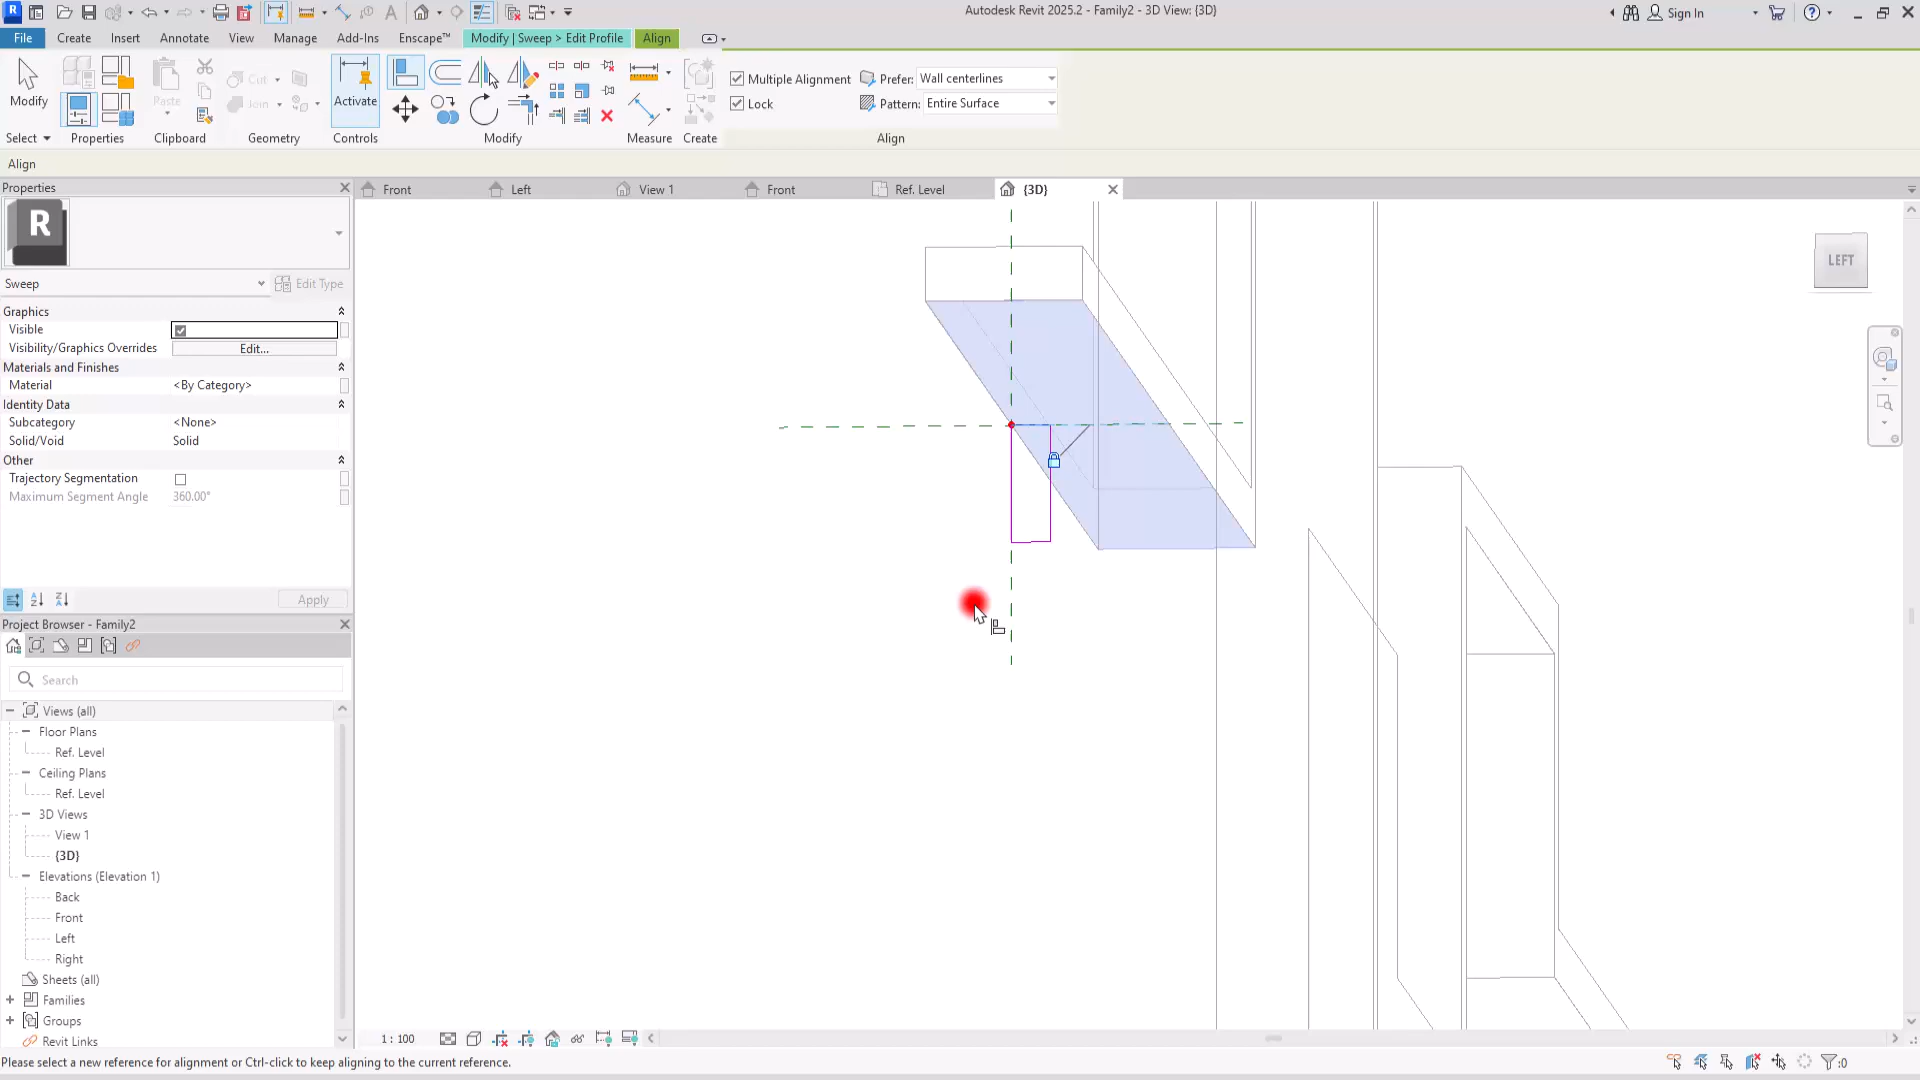 Autodesk Revit 2025.2 - Family2 - 3D View: {3D}
Sign In
File
Create
Insert
Annotate
View
Manage
Add-Ins
Enscape™
Modify | Sweep > Edit Profile
Align
Modify
Paste
Cut
Join
Activate
Multiple Alignment
Prefer:
Wall centerlines
Lock
Pattern:
Entire Surface
Select
Properties
Clipboard
Geometry
Controls
Modify
Measure
Create
Align
Align
Properties
R
Sweep
Edit Type
Graphics
Visible
Visibility/Graphics Overrides
Edit...
Materials and Finishes
Material
<By Category>
Identity Data
Subcategory
<None>
Solid/Void
Solid
Other
Trajectory Segmentation
Maximum Segment Angle
360.00°
Apply
Project Browser - Family2
Search
Views (all)
Floor Plans
Ref. Level
Ceiling Plans
Ref. Level
3D Views
View 1
{3D}
Elevations (Elevation 1)
Back
Front
Left
Right
Sheets (all)
Families
Groups
Revit Links
Front
Left
View 1
Front
Ref. Level
{3D}
LEFT
1 : 100
Please select a new reference for alignment or Ctrl-click to keep aligning to the current reference.
:0